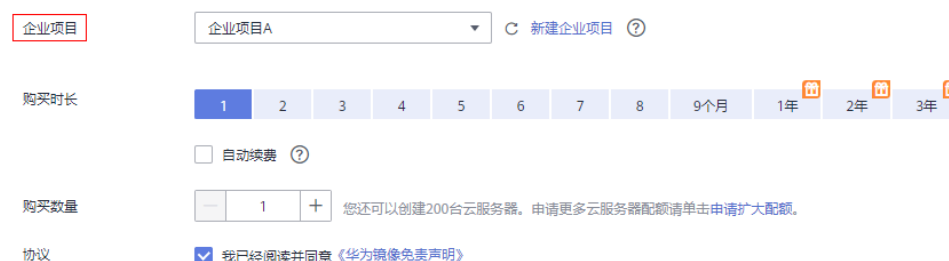 企业项目 企业项目A 新建企业项目 ?
购买时长 1 2 3 4 5 6 7 8 9个月 1年 2年 3年
自动续费 ?
购买数量 — 1 + 您还可以创建200台云服务器。申请更多云服务器配额请单击申请扩大配额。
协议 我已经阅读并同意《华为镜像免责声明》